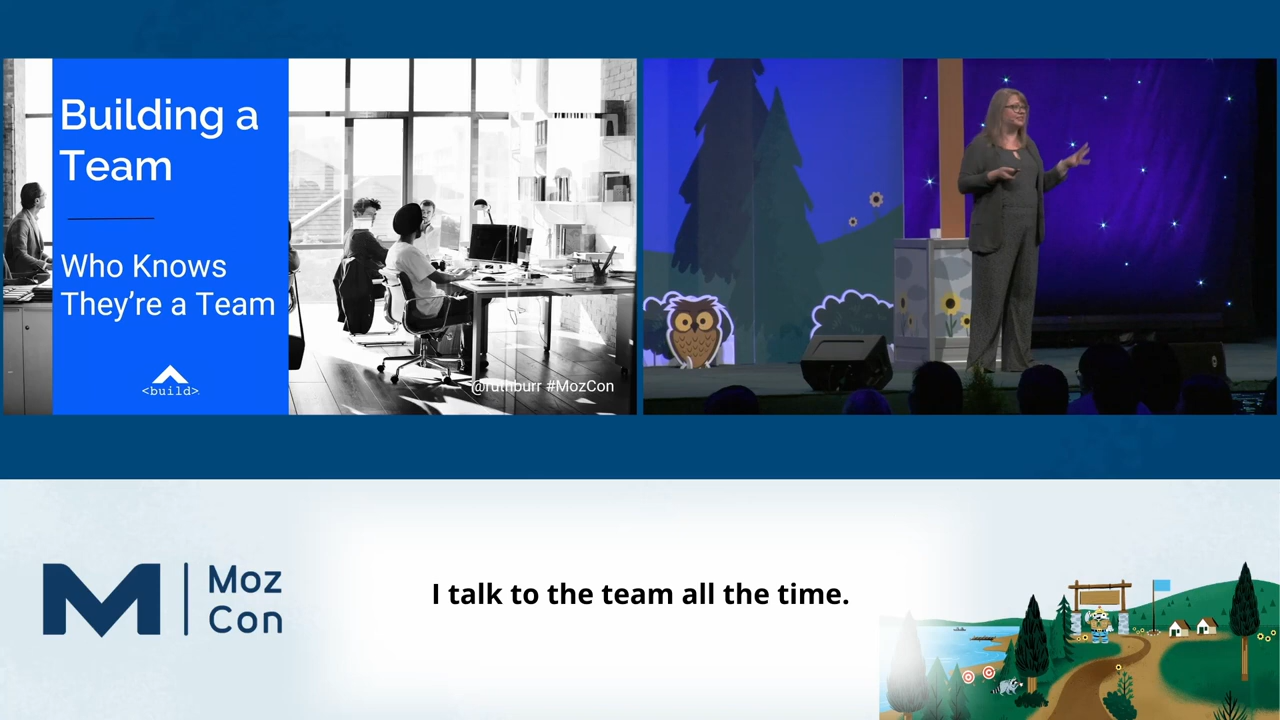 Building a
Team
Who Knows
They’re a Team
<build>
@ruthburr #MozCon
Moz
Con
I talk to the team all the time.